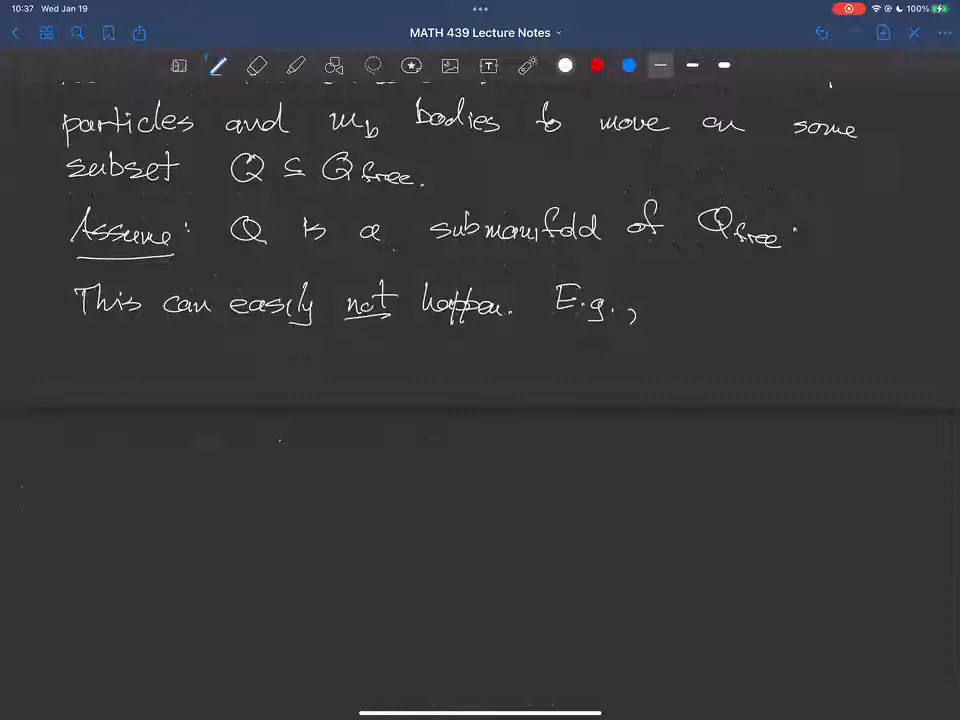 10:37 Wed Jan 19
100%
MATH 439 Lecture Notes
particles and m_b bodies to move on some
subset Q ⊆ Q_free.
Assume: Q is a submanifold of Q_free.
This can easily not happen. E.g.,